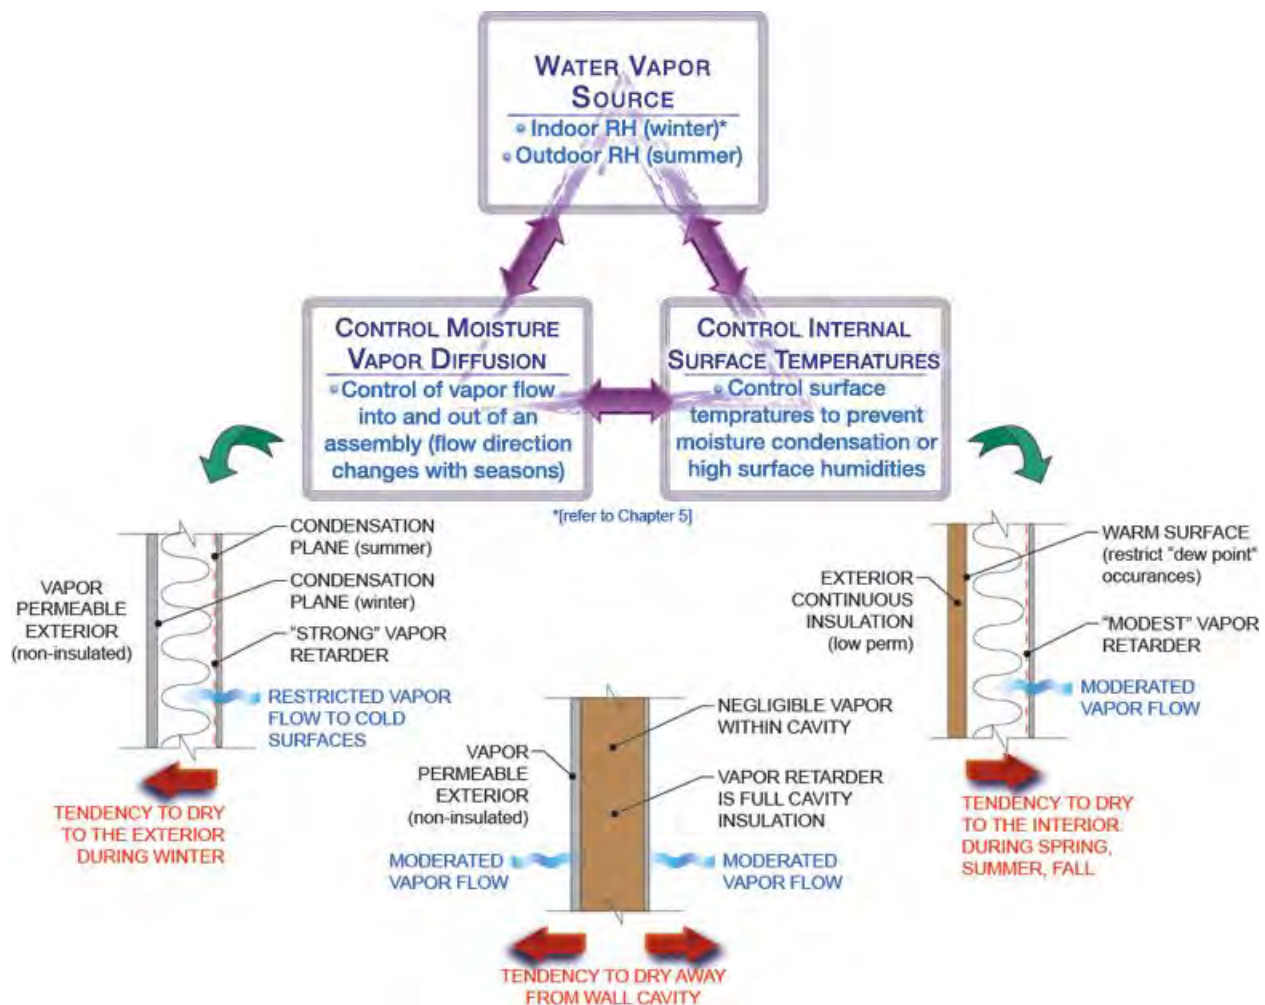 WATER VAPOR
SOURCE
Indoor RH (winter)*
Outdoor RH (summer)
CONTROL MOISTURE
VAPOR DIFFUSION
Control of vapor flow
into and out of an
assembly (flow direction
changes with seasons)
CONTROL INTERNAL
SURFACE TEMPERATURES
Control surface
tempratures to prevent
moisture condensation or
high surface humidities
*[refer to Chapter 5]
VAPOR
PERMEABLE
EXTERIOR
(non-insulated)
CONDENSATION
PLANE (summer)
CONDENSATION
PLANE (winter)
"STRONG" VAPOR
RETARDER
RESTRICTED VAPOR
FLOW TO COLD
SURFACES
TENDENCY TO DRY
TO THE EXTERIOR
DURING WINTER
VAPOR
PERMEABLE
EXTERIOR
(non-insulated)
MODERATED
VAPOR FLOW
NEGLIGIBLE VAPOR
WITHIN CAVITY
VAPOR RETARDER
IS FULL CAVITY
INSULATION
MODERATED
VAPOR FLOW
TENDENCY TO DRY AWAY
FROM WALL CAVITY
EXTERIOR
CONTINUOUS
INSULATION
(low perm)
WARM SURFACE
(restrict "dew point"
occurances)
"MODEST" VAPOR
RETARDER
MODERATED
VAPOR FLOW
TENDENCY TO DRY
TO THE INTERIOR
DURING SPRING,
SUMMER, FALL